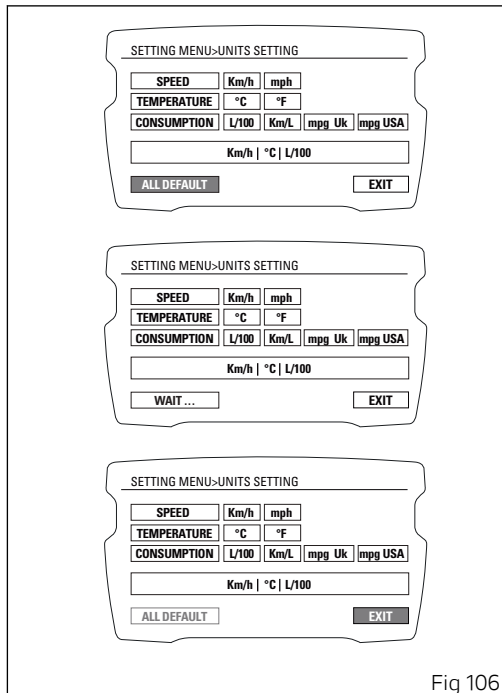 SETTING MENU>UNITS SETTING
SPEED Km/h mph
TEMPERATURE °C °F
CONSUMPTION L/100 Km/L mpg Uk mpg USA
Km/h | °C | L/100
ALL DEFAULT EXIT
SETTING MENU>UNITS SETTING
SPEED Km/h mph
TEMPERATURE °C °F
CONSUMPTION L/100 Km/L mpg Uk mpg USA
Km/h | °C | L/100
WAIT ... EXIT
SETTING MENU>UNITS SETTING
SPEED Km/h mph
TEMPERATURE °C °F
CONSUMPTION L/100 Km/L mpg Uk mpg USA
Km/h | °C | L/100
ALL DEFAULT EXIT
Fig 106